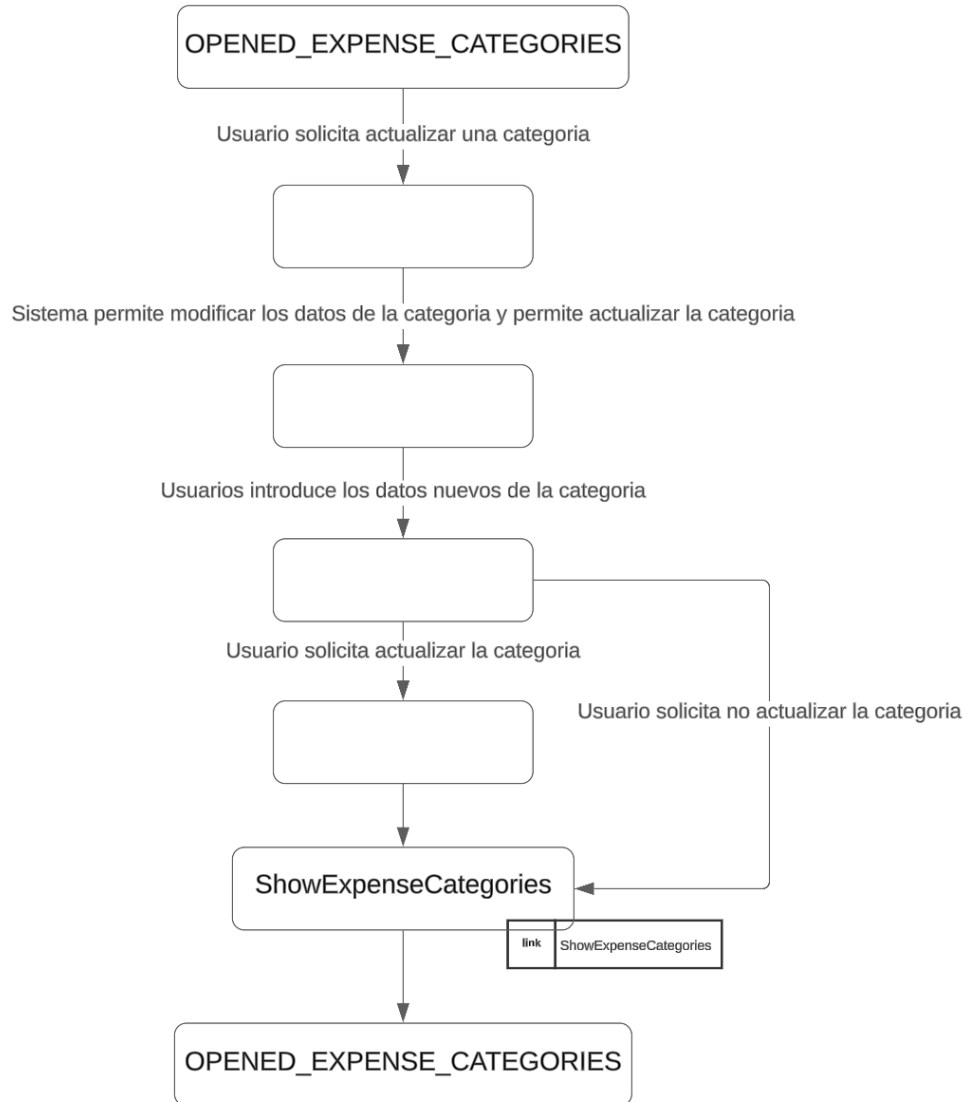 OPENED_EXPENSE_CATEGORIES
Usuario solicita actualizar una categoria
Sistema permite modificar los datos de la categoria y permite actualizar la categoria
Usuarios introduce los datos nuevos de la categoria
Usuario solicita actualizar la categoria
Usuario solicita no actualizar la categoria
ShowExpenseCategories
link ShowExpenseCategories
OPENED_EXPENSE_CATEGORIES